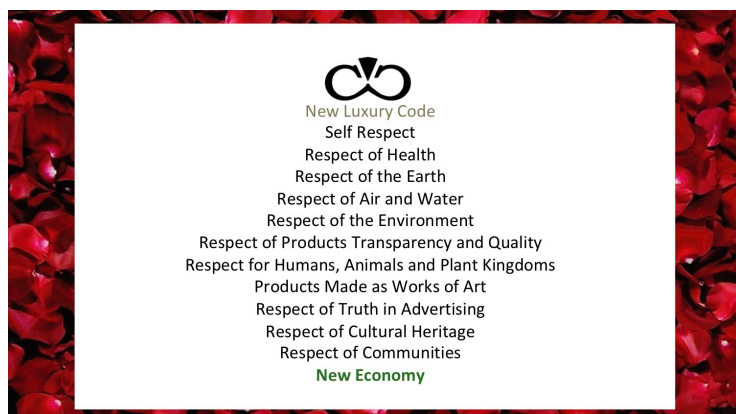 New Luxury Code
Self Respect
Respect of Health
Respect of the Earth
Respect of Air and Water
Respect of the Environment
Respect of Products Transparency and Quality
Respect for Humans, Animals and Plant Kingdoms
Products Made as Works of Art
Respect of Truth in Advertising
Respect of Cultural Heritage
Respect of Communities
New Economy